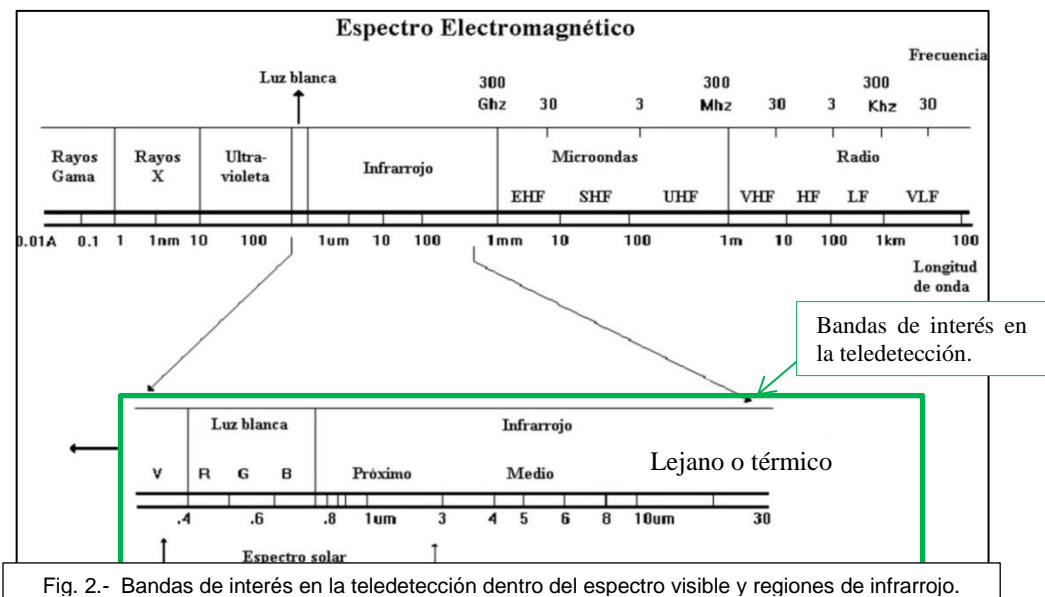 Espectro Electromagnético
Frecuencia
Luz blanca
300 300 300
Ghz 30 3 Mhz 30 3 Khz 30
Rayos Rayos Ultra- Infrarrojo Microondas Radio
Gama X violeta
EHF SHF UHF VHF HF LF VLF
0.01A 0.1 1 1nm 10 100 1um 10 100 1mm 10 100 1m 10 100 1km 100
Longitud
de onda
Bandas de interés en
la teledetección.
Luz blanca Infrarrojo
V R G B Próximo Medio Lejano o térmico
.4 .6 .8 1um 3 4 5 6 8 10um 30
Espectro solar
Fig. 2.- Bandas de interés en la teledetección dentro del espectro visible y regiones de infrarrojo.